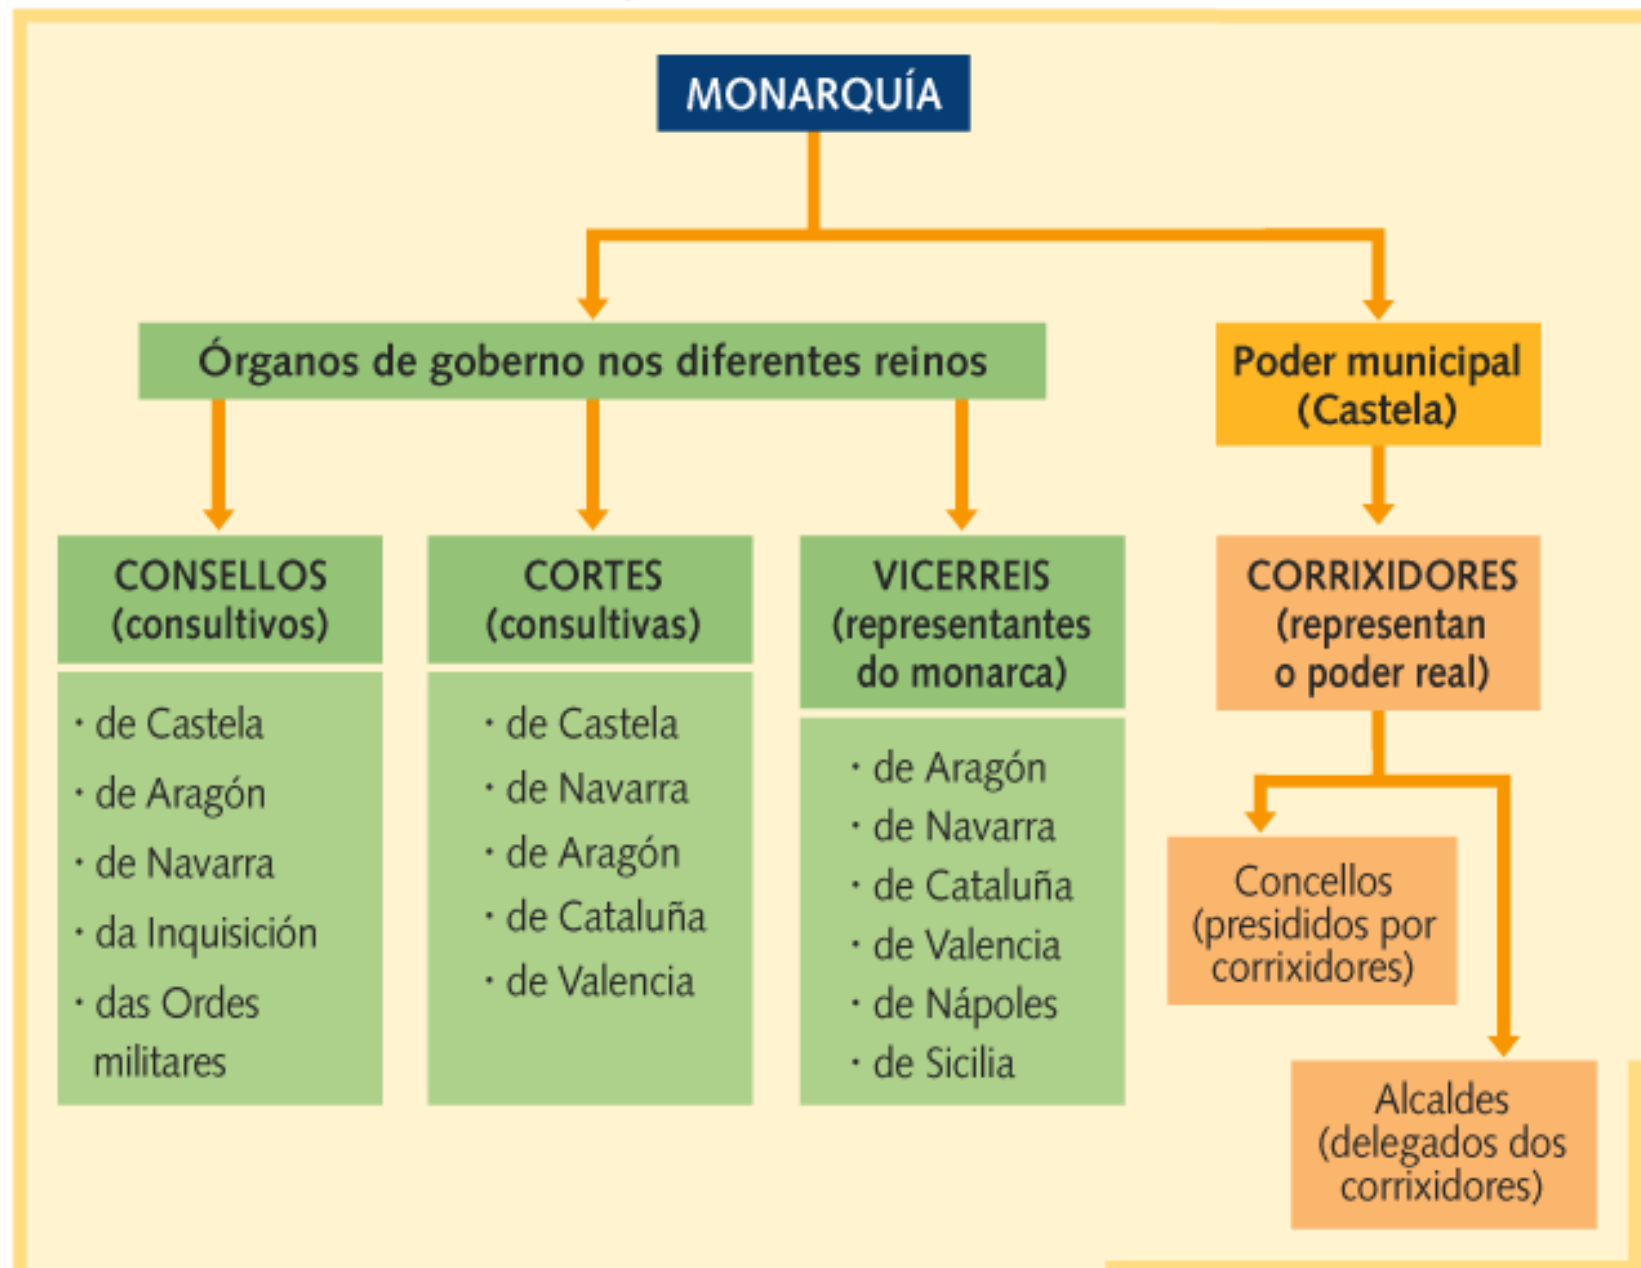 MONARQUÍA
Órganos de goberno nos diferentes reinos
Poder municipal
(Castela)
CONSELLOS
(consultivos)
· de Castela
· de Aragón
· de Navarra
· da Inquisición
· das Ordes
militares
CORTES
(consultivas)
· de Castela
· de Navarra
· de Aragón
· de Cataluña
· de Valencia
VICERREIS
(representantes
do monarca)
· de Aragón
· de Navarra
· de Cataluña
· de Valencia
· de Nápoles
· de Sicilia
CORRIXIDORES
(representan
o poder real)
Concellos
(presididos por
corrixidores)
Alcaldes
(delegados dos
corrixidores)